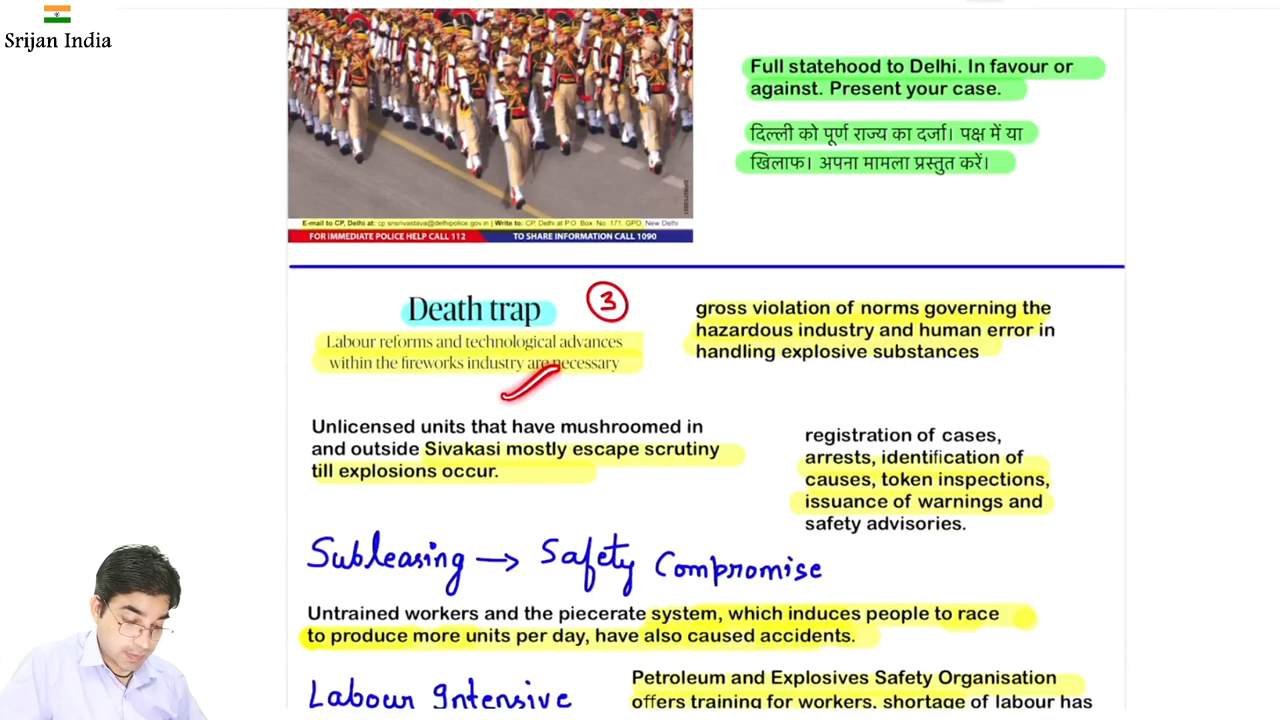 Srijan India
Full statehood to Delhi. In favour or
against. Present your case.
दिल्ली को पूर्ण राज्य का दर्जा। पक्ष में या
खिलाफ। अपना मामला प्रस्तुत करें।
E-mail to CP, Delhi at: cp.snsrivastava@delhipolice.gov.in | Write to: CP, Delhi at P.O. Box No. 171, GPO, New Delhi
FOR IMMEDIATE POLICE HELP CALL 112 TO SHARE INFORMATION CALL 1090
Death trap 3
Labour reforms and technological advances
within the fireworks industry are necessary
gross violation of norms governing the
hazardous industry and human error in
handling explosive substances
Unlicensed units that have mushroomed in
and outside Sivakasi mostly escape scrutiny
till explosions occur.
registration of cases,
arrests, identification of
causes, token inspections,
issuance of warnings and
safety advisories.
Subleasing → Safety Compromise
Untrained workers and the piecerate system, which induces people to race
to produce more units per day, have also caused accidents.
Labour Intensive
Petroleum and Explosives Safety Organisation
offers training for workers, shortage of labour has